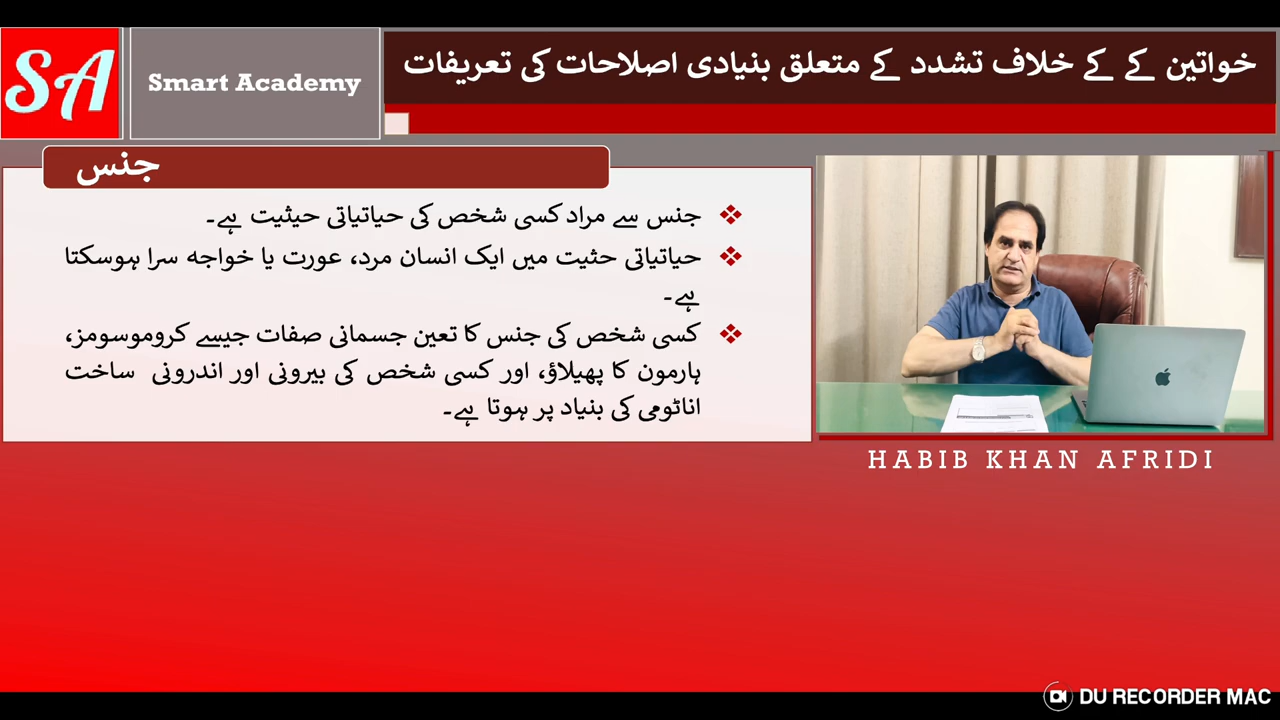 SA
Smart Academy
خواتین کے کے خلاف تشدد کے متعلق بنیادی اصلاحات کی تعریفات
جنس
❖ جنس سے مراد کسی شخص کی حیاتیاتی حیثیت ہے۔
❖ حیاتیاتی حثیت میں ایک انسان مرد، عورت یا خواجہ سرا ہوسکتا
ہے۔
❖ کسی شخص کی جنس کا تعین جسمانی صفات جیسے کروموسومز،
ہارمون کا پھیلاؤ، اور کسی شخص کی بیرونی اور اندرونی ساخت
اناٹومی کی بنیاد پر ہوتا ہے۔
HABIB KHAN AFRIDI
DU RECORDER MAC